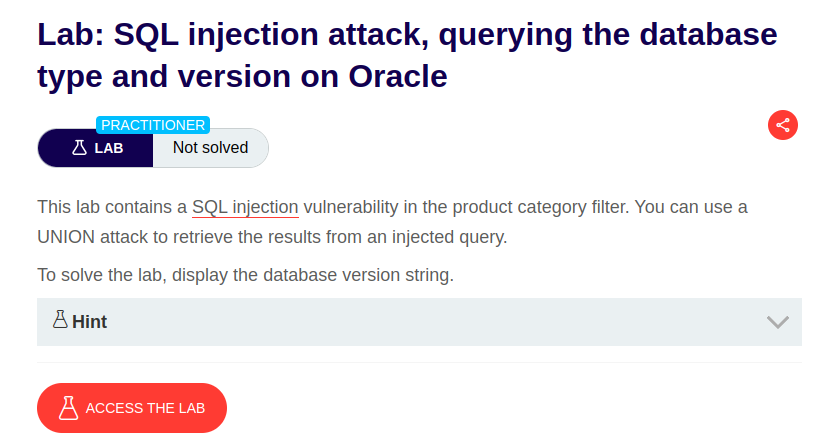 Lab: SQL injection attack, querying the database
type and version on Oracle
PRACTITIONER
LAB
Not solved
This lab contains a SQL injection vulnerability in the product category filter. You can use a
UNION attack to retrieve the results from an injected query.
To solve the lab, display the database version string.
Hint
ACCESS THE LAB